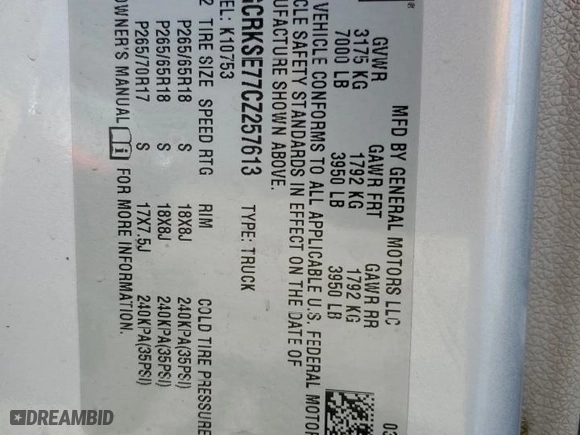 MFD BY GENERAL MOTORS LLC
03
GVWR GAWR FRT GAWR RR
3175 KG 1792 KG 1792 KG
7000 LB 3950 LB 3950 LB
VEHICLE CONFORMS TO ALL APPLICABLE U.S. FEDERAL MOTOR
CLE SAFETY STANDARDS IN EFFECT ON THE DATE OF
UFACTURE SHOWN ABOVE.
GCRKSE77CZ257613 TYPE: TRUCK
EL: K10753
2 TIRE SIZE SPEED RTG RIM COLD TIRE PRESSURE
P265/65R18 S 18X8J 240KPA(35PSI)
P265/65R18 S 18X8J 240KPA(35PSI)
P265/70R17 S 17X7.5J 240KPA(35PSI)
OWNER'S MANUAL i FOR MORE INFORMATION.
DREAMBID